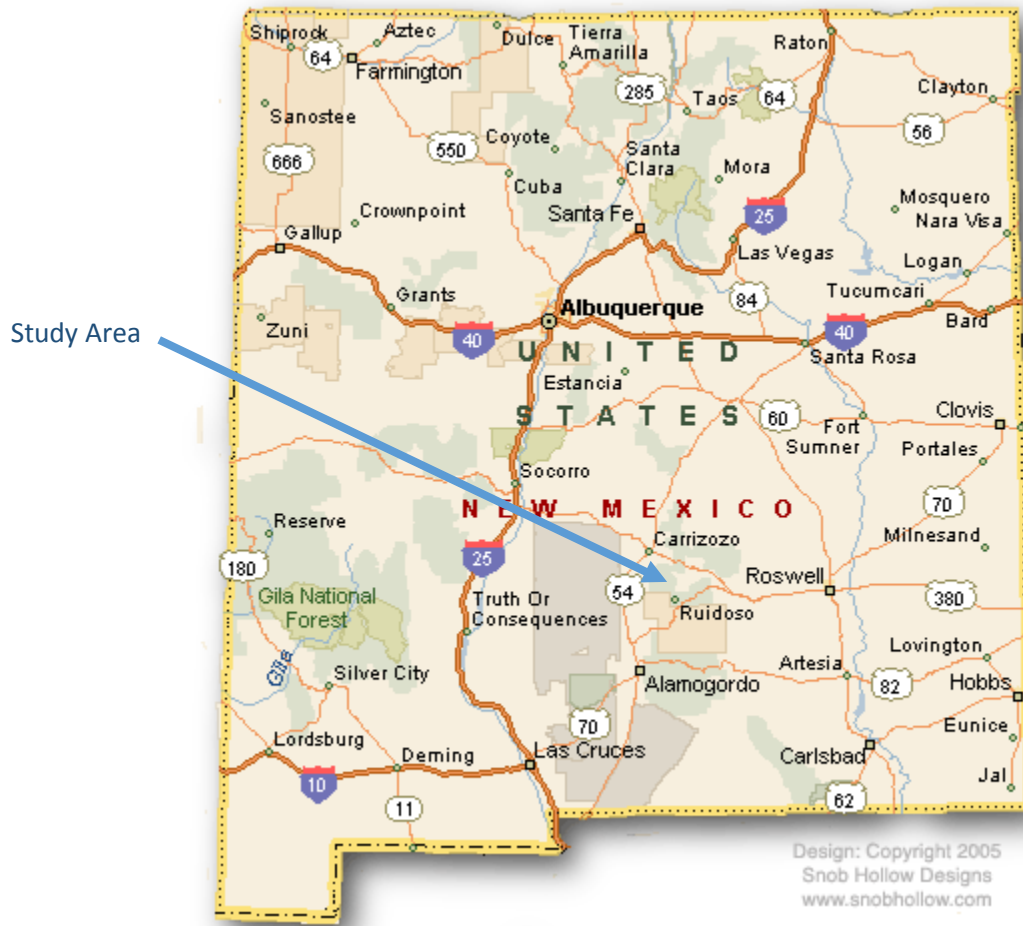 Shiprock
Aztec
Dulce
Tierra
Amarilla
Raton
64
Farmington
285
Taos
64
Clayton
Sanostee
56
666
550
Coyote
Santa
Clara
Mora
Cuba
Mosquero
Crownpoint
Santa Fe
25
Nara Visa
Gallup
Las Vegas
Logan
Grants
84
Tucumcari
Albuquerque
Study Area
Zuni
40
40
Bard
UNITED
Santa Rosa
Estancia
STATES
60
Fort
Sumner
Clovis
Portales
Socorro
NEW MEXICO
70
Reserve
Carrizozo
Milnesand
25
180
Roswell
54
380
Gila National
Forest
Truth Or
Consequences
Ruidoso
Lovington
Gila
Silver City
Alamogordo
Artesia
82
Hobbs
70
Eunice
Lordsburg
Deming
Las Cruces
Carlsbad
Jal
10
11
62
Design: Copyright 2005
Snob Hollow Designs
www.snobhollow.com